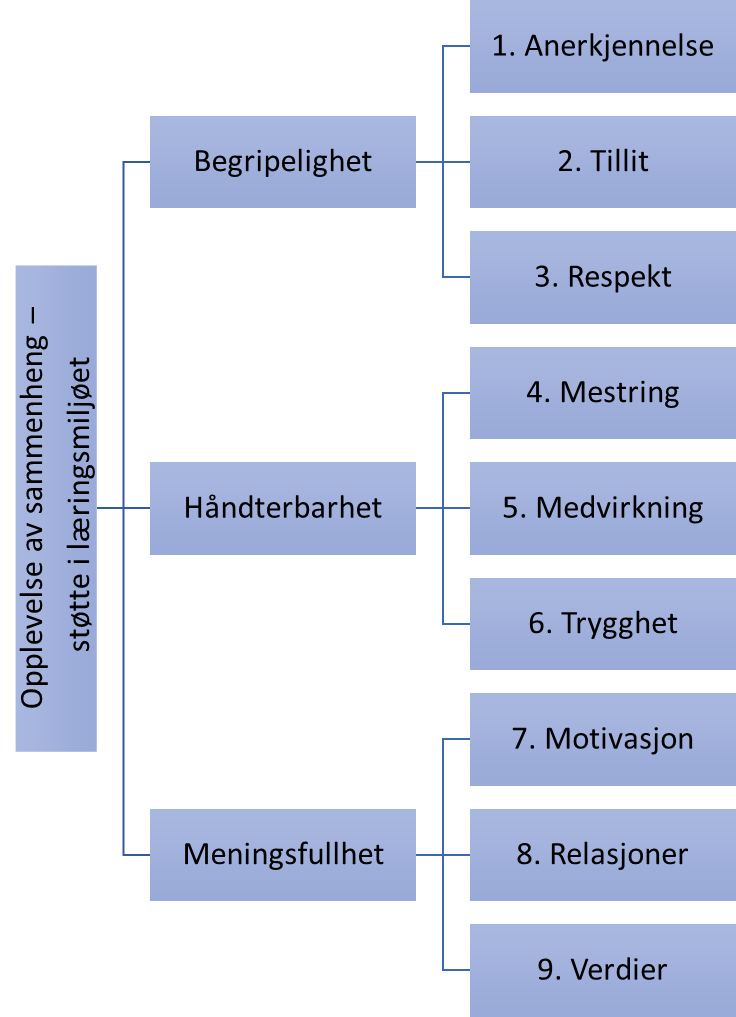 Opplevelse av sammenheng –
støtte i læringsmiljøet
Begripelighet
1. Anerkjennelse
2. Tillit
3. Respekt
Håndterbarhet
4. Mestring
5. Medvirkning
6. Trygghet
Meningsfullhet
7. Motivasjon
8. Relasjoner
9. Verdier